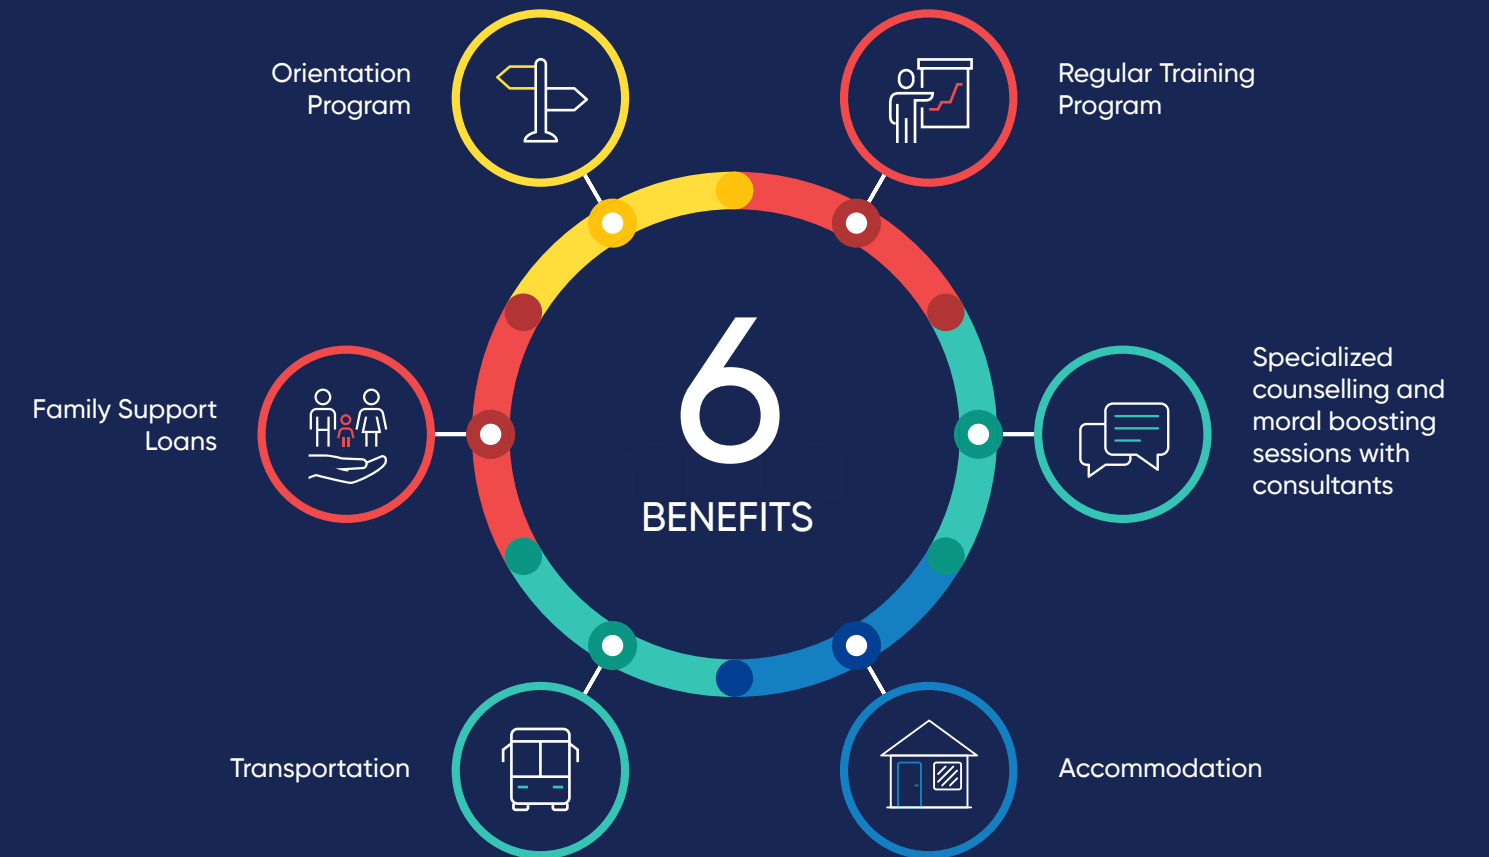 Orientation
Program
Regular Training
Program
Family Support
Loans
6
BENEFITS
Specialized
counselling and
moral boosting
sessions with
consultants
Transportation
Accommodation